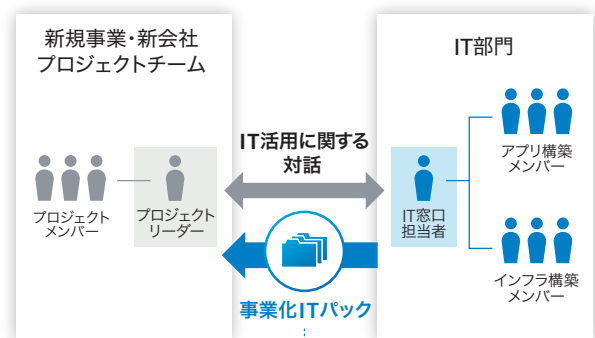 新規事業・新会社
プロジェクトチーム
プロジェクト
メンバー
プロジェクト
リーダー
IT活用に関する
対話
事業化ITパック
IT部門
IT窓口
担当者
アプリ構築
メンバー
インフラ構築
メンバー